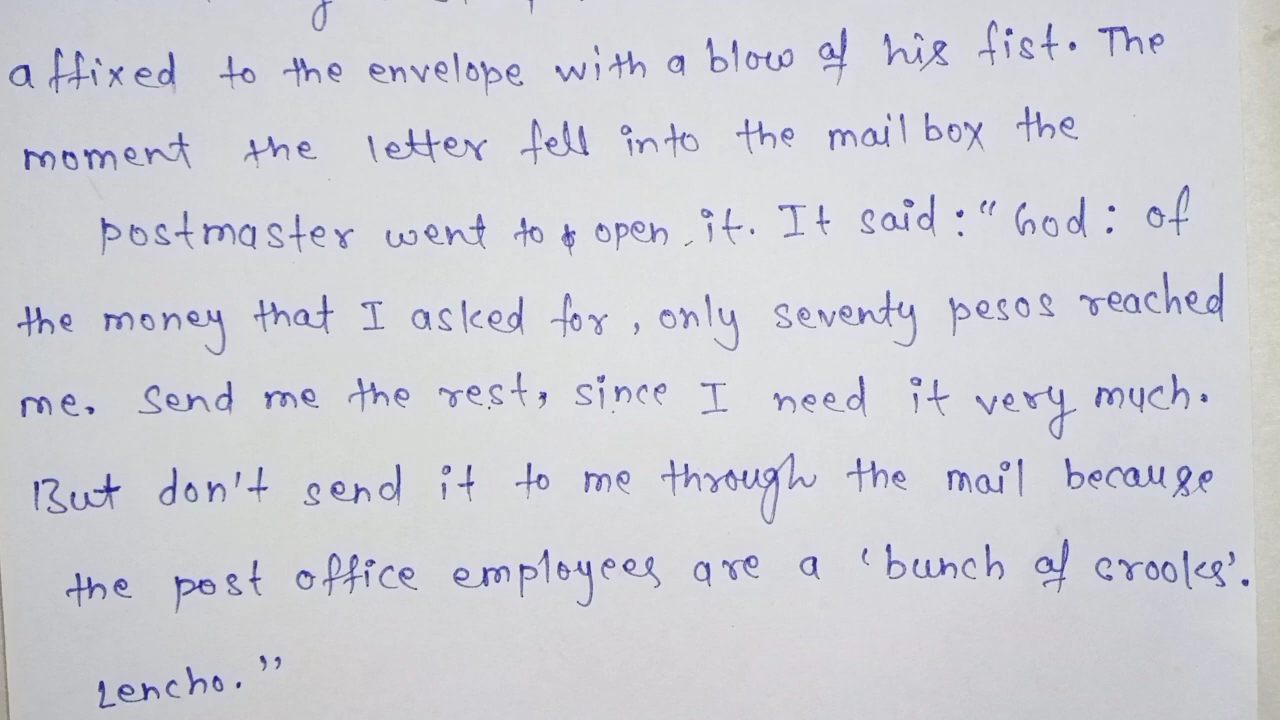 affixed to the envelope with a blow of his fist. The
moment the letter fell into the mail box the
postmaster went to open it. It said: "God: of
the money that I asked for, only seventy pesos reached
me. Send me the rest, since I need it very much.
But don't send it to me through the mail because
the post office employees are a 'bunch of crooks'.
Lencho."